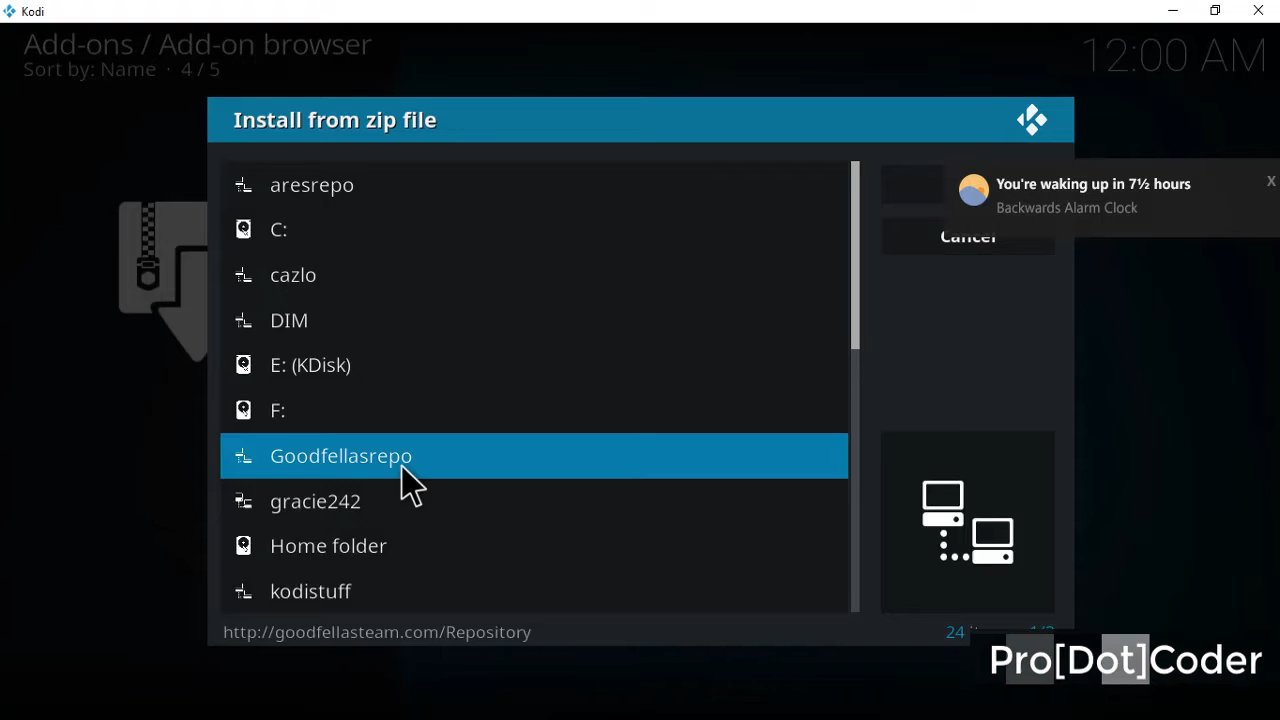 Kodi
Add-ons / Add-on browser
Sort by: Name · 4 / 5
12:00 AM
Install from zip file
aresrepo
C:
cazlo
DIM
E: (KDisk)
F:
Goodfellasrepo
gracie242
Home folder
kodistuff
You're waking up in 7½ hours
X
Backwards Alarm Clock
Cancel
http://goodfellasteam.com/Repository
24
Pro[Dot]Coder